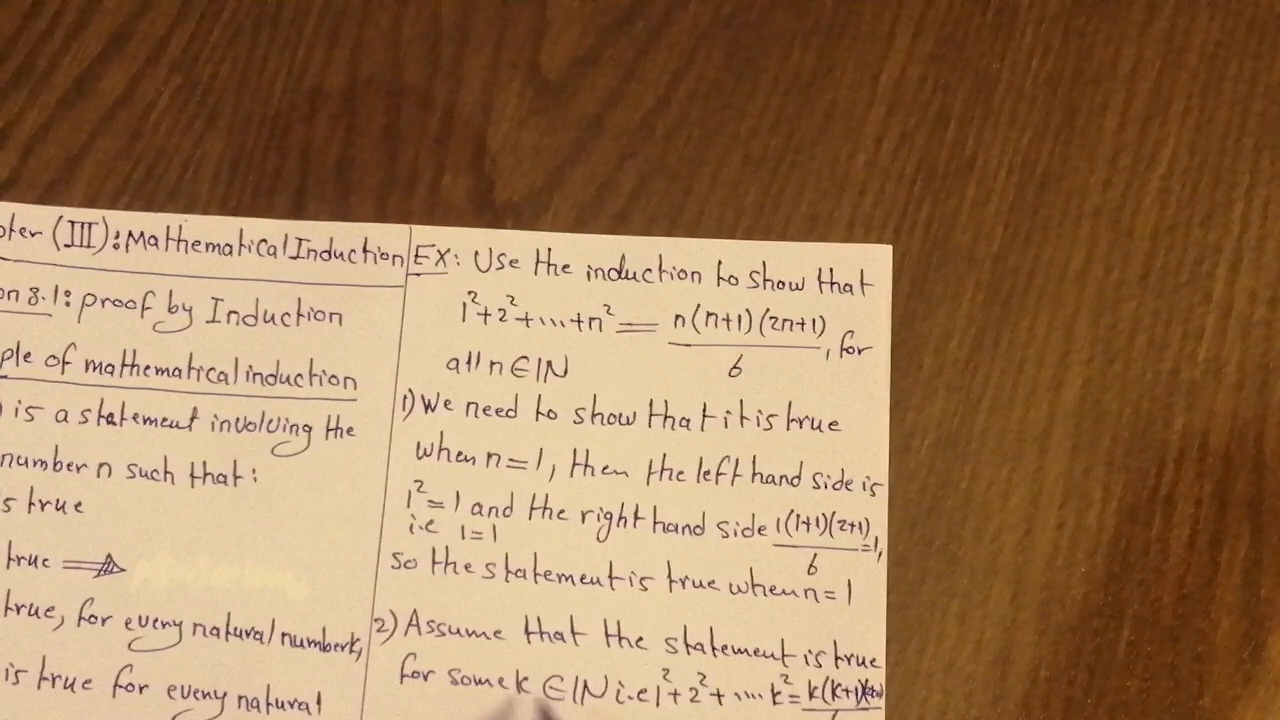 (III): Mathematical Induction
8.1: proof by Induction
of mathematical induction
is a statement involving the
number n such that:
true
true ⇒
true, for every natural number k,
is true for every natural
EX: Use the induction to show that
1²+2²+...+n² = n(n+1)(2n+1)/6, for
all n ∈ IN
1) We need to show that it is true
when n=1, then the left hand side is
1²=1 and the right hand side 1(1+1)(2+1)/6=1,
i.e 1=1
so the statement is true when n=1
2) Assume that the statement is true
for some k ∈ IN i.e 1²+2²+....k²= k(k+1)